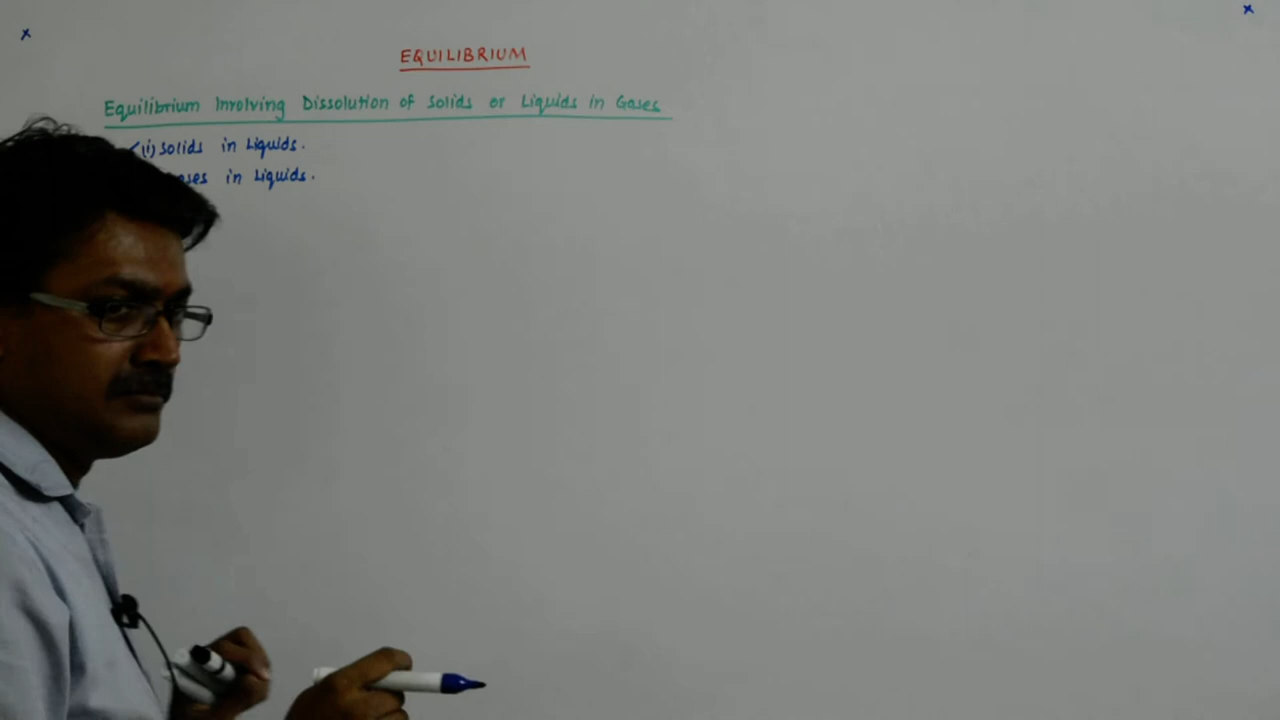 EQUILIBRIUM
Equilibrium Involving Dissolution of Solids or Liquids in Gases
(i) Solids in Liquids.
in Liquids.